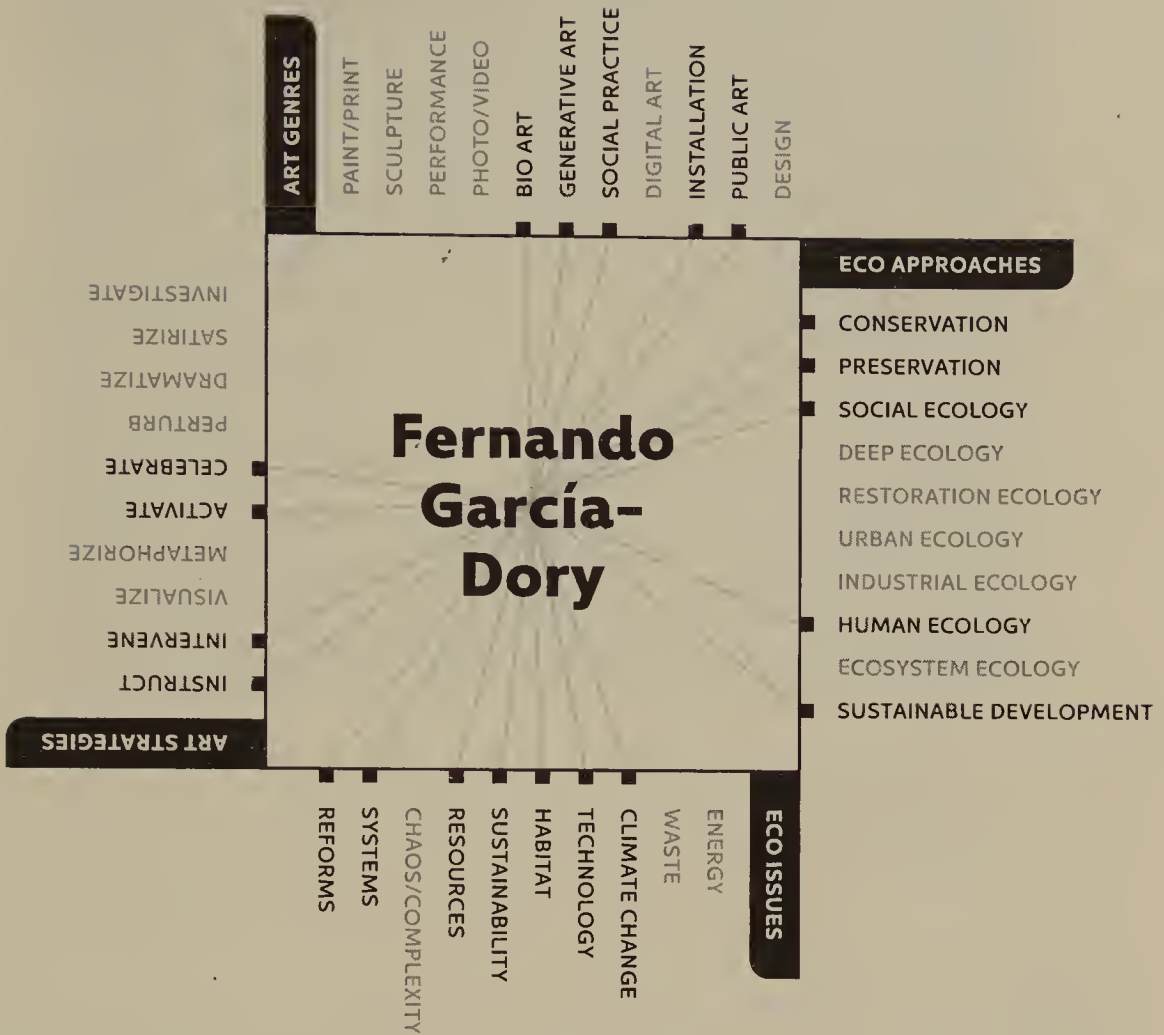 ART GENRES
PAINT/PRINT
SCULPTURE
PERFORMANCE
PHOTO/VIDEO
BIO ART
GENERATIVE ART
SOCIAL PRACTICE
DIGITAL ART
INSTALLATION
PUBLIC ART
DESIGN
ECO APPROACHES
CONSERVATION
PRESERVATION
SOCIAL ECOLOGY
DEEP ECOLOGY
RESTORATION ECOLOGY
URBAN ECOLOGY
INDUSTRIAL ECOLOGY
HUMAN ECOLOGY
ECOSYSTEM ECOLOGY
SUSTAINABLE DEVELOPMENT
ECO ISSUES
ENERGY
WASTE
CLIMATE CHANGE
TECHNOLOGY
HABITAT
SUSTAINABILITY
RESOURCES
CHAOS/COMPLEXITY
SYSTEMS
REFORMS
ART STRATEGIES
INSTRUCT
INTERVENE
VISUALIZE
METAPHORIZE
ACTIVATE
CELEBRATE
PERTURB
DRAMATIZE
SATIRIZE
INVESTIGATE
Fernando
García-
Dory